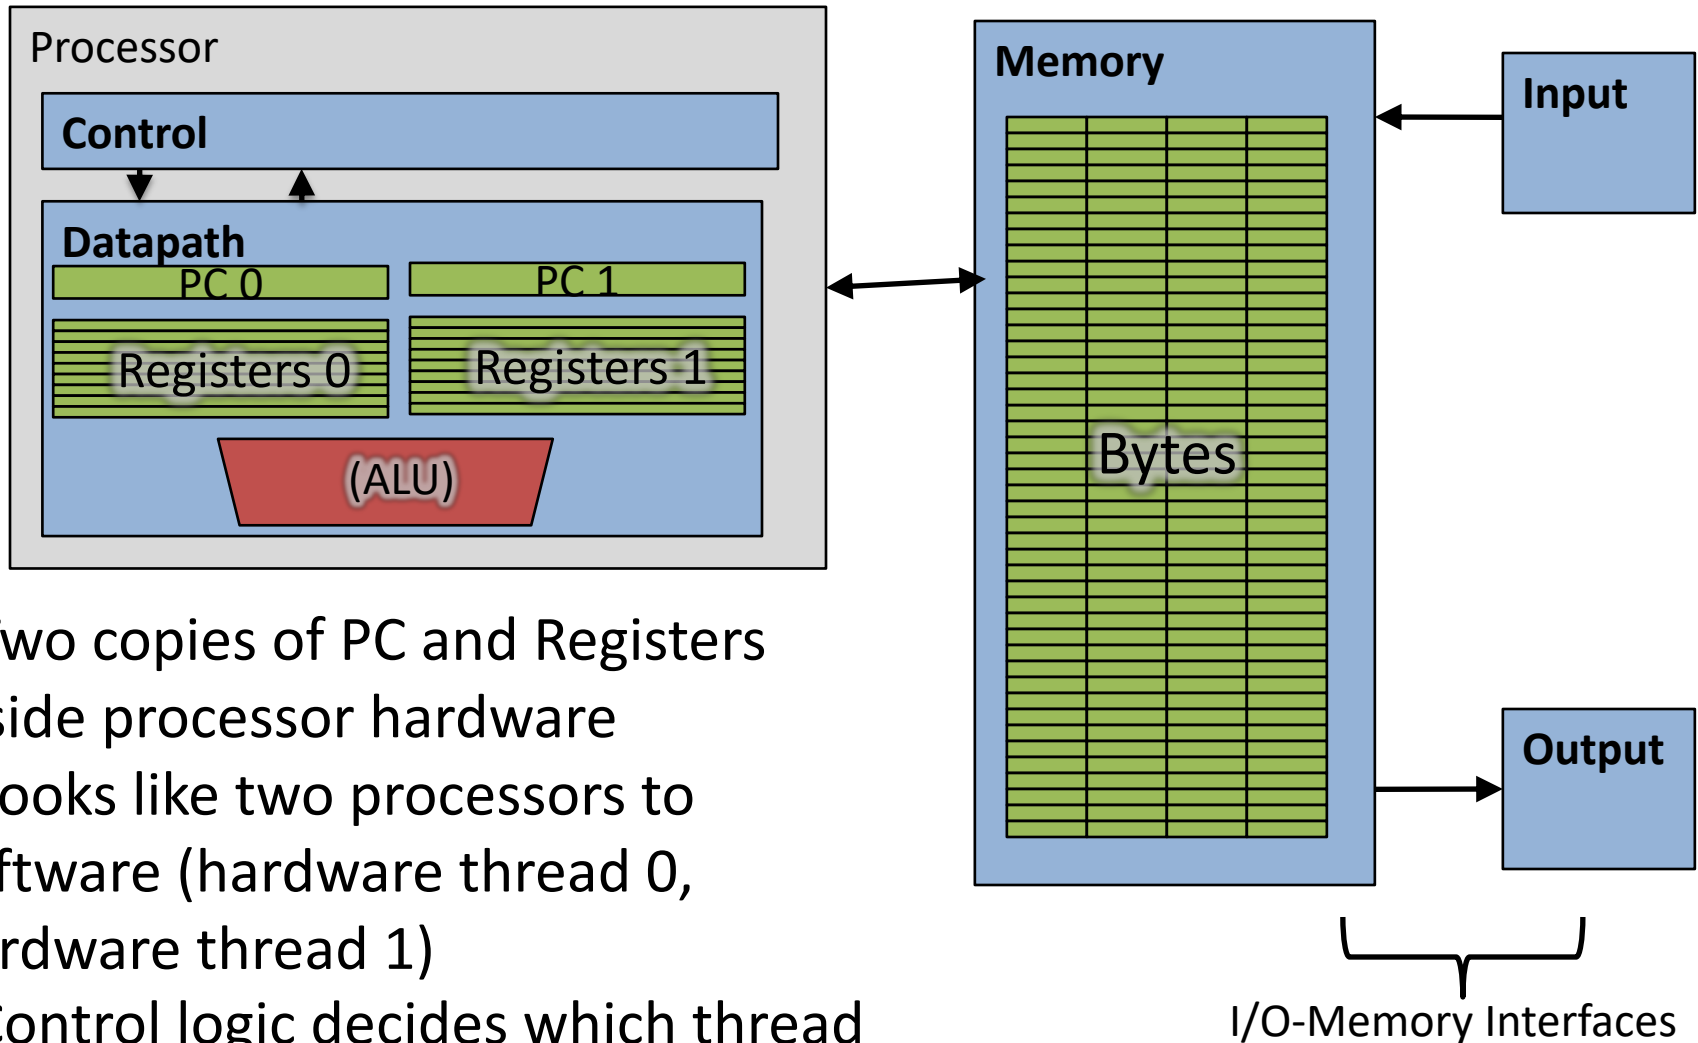 Processor
Control
Datapath
PC 0
PC 1
Registers 0
Registers 1
(ALU)
Memory
Bytes
Input
Output
I/O-Memory Interfaces
wo copies of PC and Registers
side processor hardware
ooks like two processors to
ftware (hardware thread 0,
rdware thread 1)
Control logic decides which thread